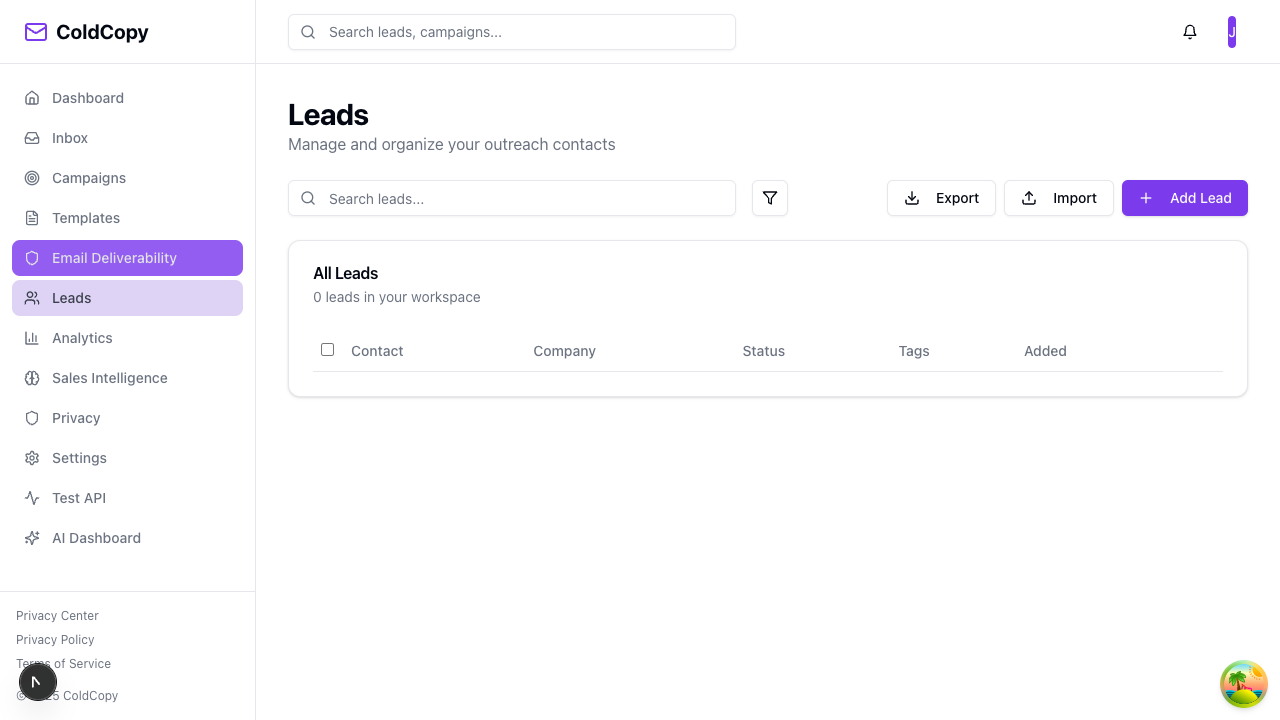 ColdCopy
Search leads, campaigns...
J
Dashboard
Inbox
Campaigns
Templates
Email Deliverability
Leads
Analytics
Sales Intelligence
Privacy
Settings
Test API
AI Dashboard
Privacy Center
Privacy Policy
Terms of Service
ColdCopy
Leads
Manage and organize your outreach contacts
Search leads...
Export
Import
Add Lead
All Leads
0 leads in your workspace
Contact Company Status Tags Added